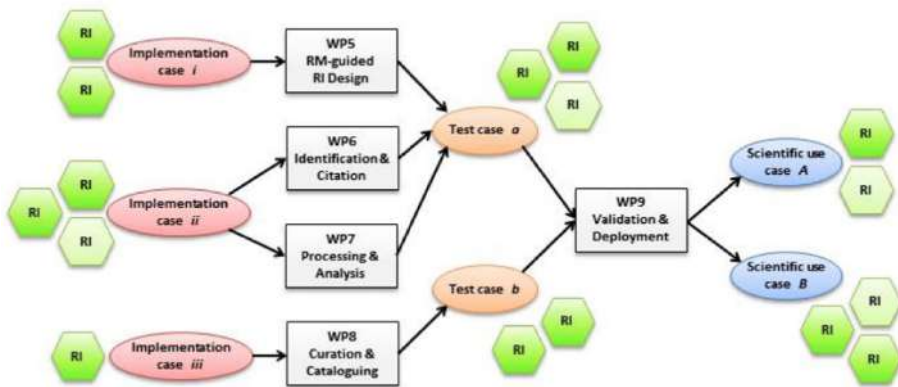 RI
RI
Implementation
case i
WP5
RM-guided
RI Design
RI
RI
RI
Test case a
WP6
Identification &
Citation
RI
RI
RI
Implementation
case ii
WP7
Processing &
Analysis
WP9
Validation &
Deployment
Scientific use
case A
RI
RI
Test case b
RI
RI
Scientific use
case B
RI
RI
RI
RI
Implementation
case iii
WP8
Curation &
Cataloguing